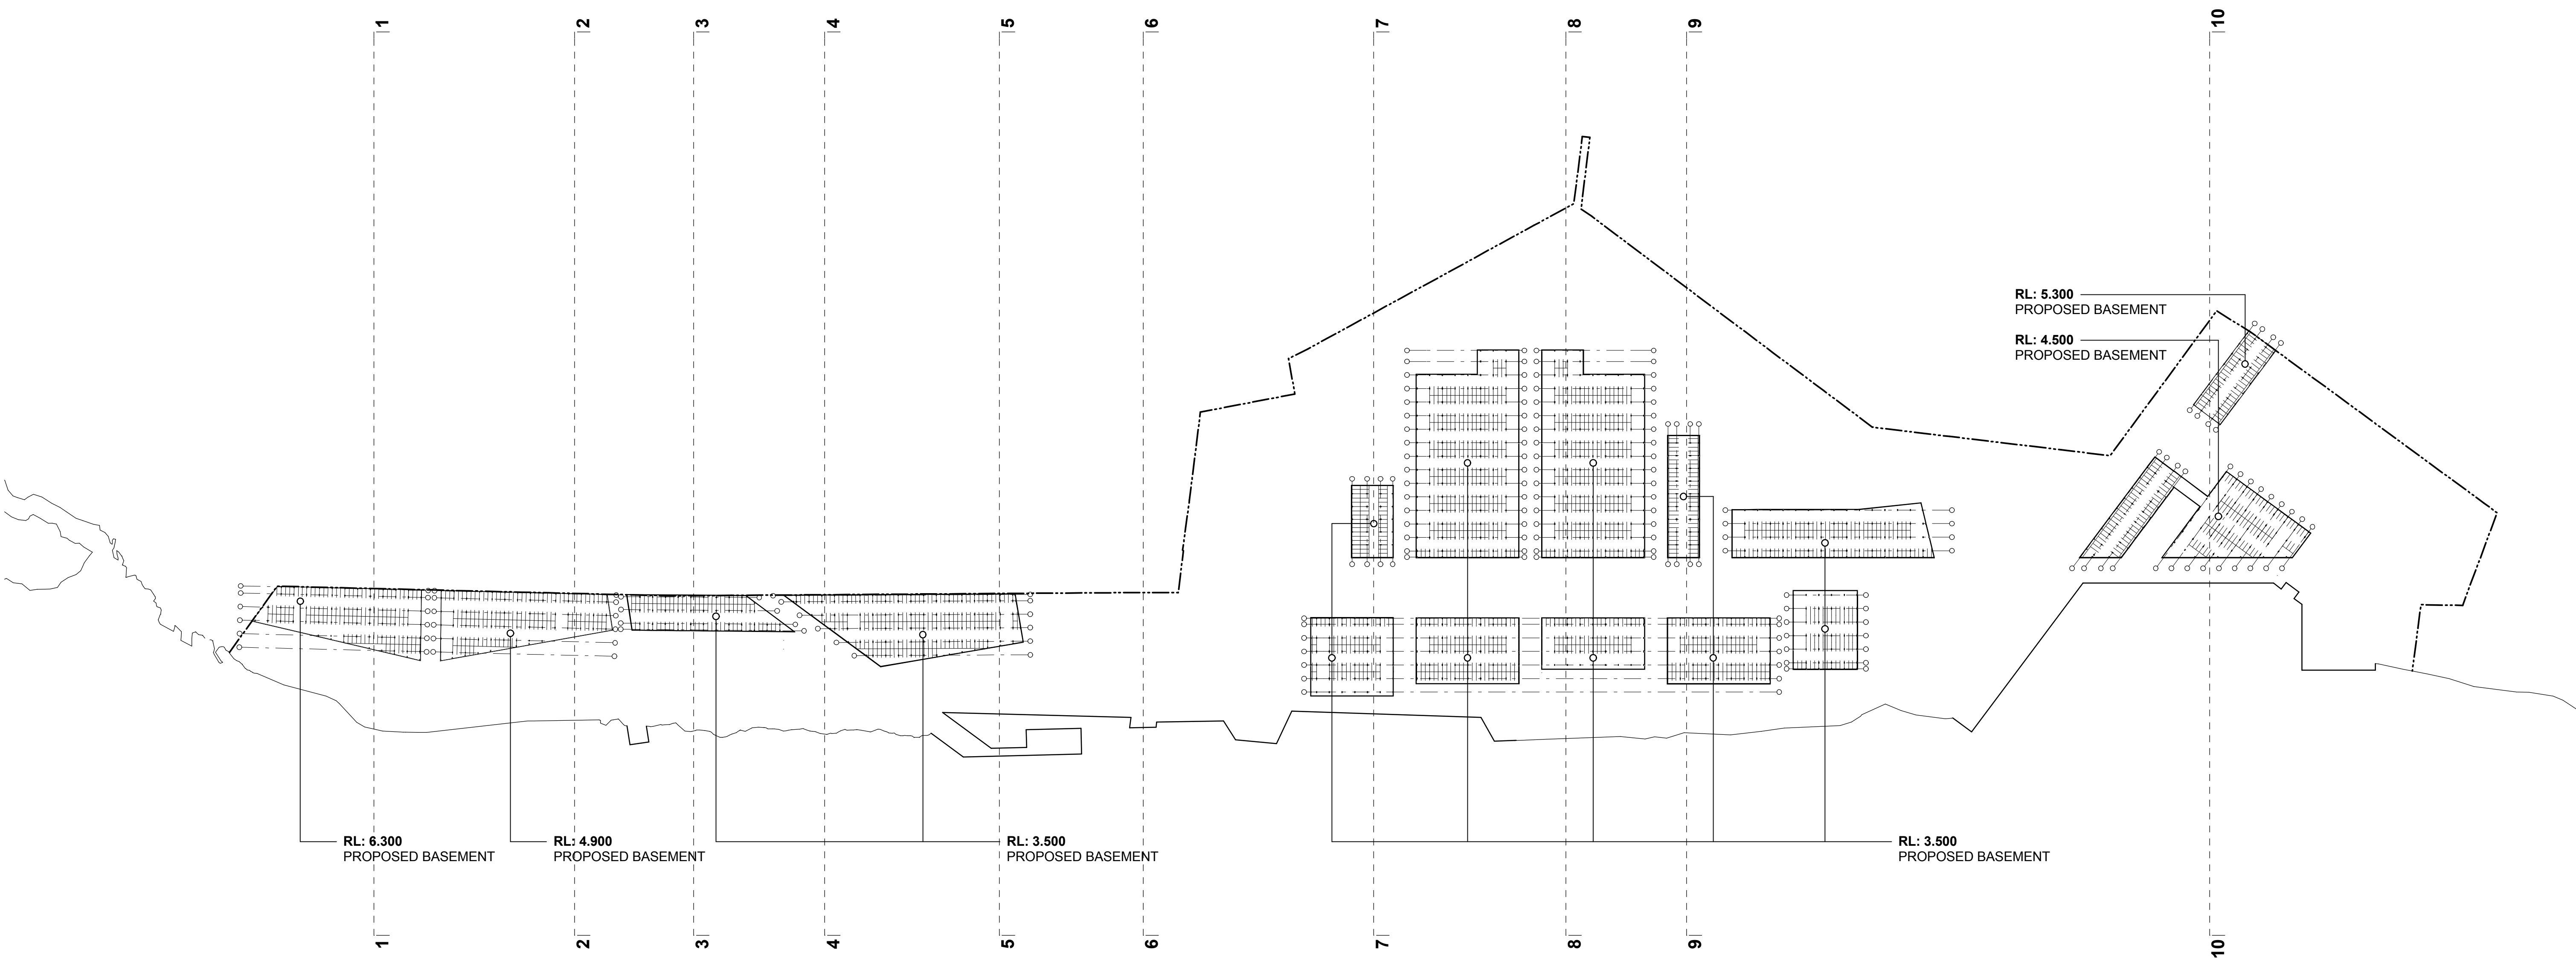 1
2
3
4
5
6
7
8
9
10
RL: 5.300
PROPOSED BASEMENT
RL: 4.500
PROPOSED BASEMENT
RL: 6.300
PROPOSED BASEMENT
RL: 4.900
PROPOSED BASEMENT
RL: 3.500
PROPOSED BASEMENT
RL: 3.500
PROPOSED BASEMENT
1
2
3
4
5
6
7
8
9
10